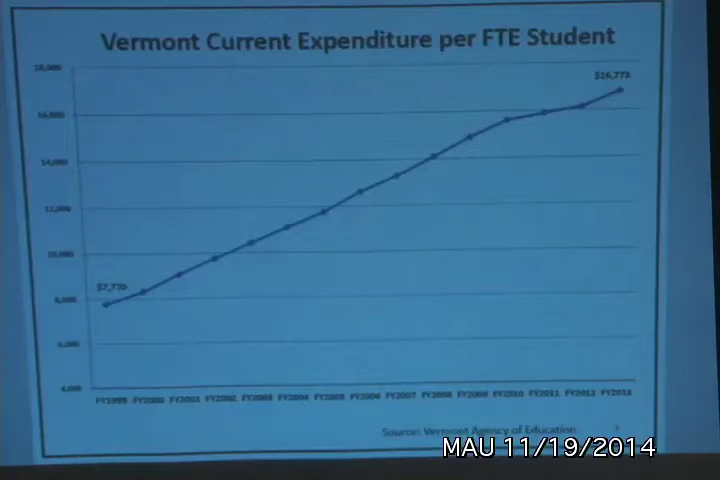 Vermont Current Expenditure per FTE Student
18,000
$16,773
16,000
14,000
12,000
10,000
$7,770
8,000
6,000
4,000
FY1999 FY2000 FY2001 FY2002 FY2003 FY2004 FY2005 FY2006 FY2007 FY2008 FY2009 FY2010 FY2011 FY2012 FY2013
Source: Vermont Agency of Education
MAU 11/19/2014